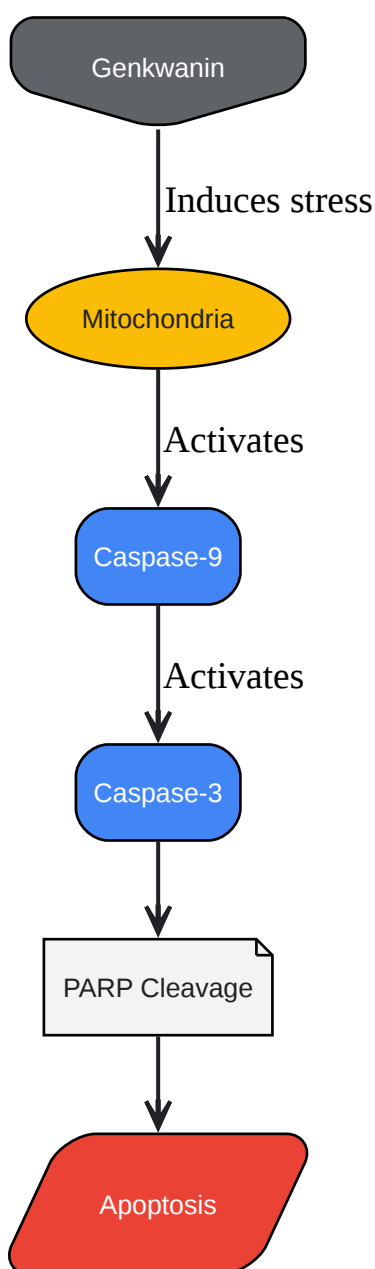 Genkwanin
Induces stress
Mitochondria
Activates
Caspase-9
Activates
Caspase-3
PARP Cleavage
Apoptosis